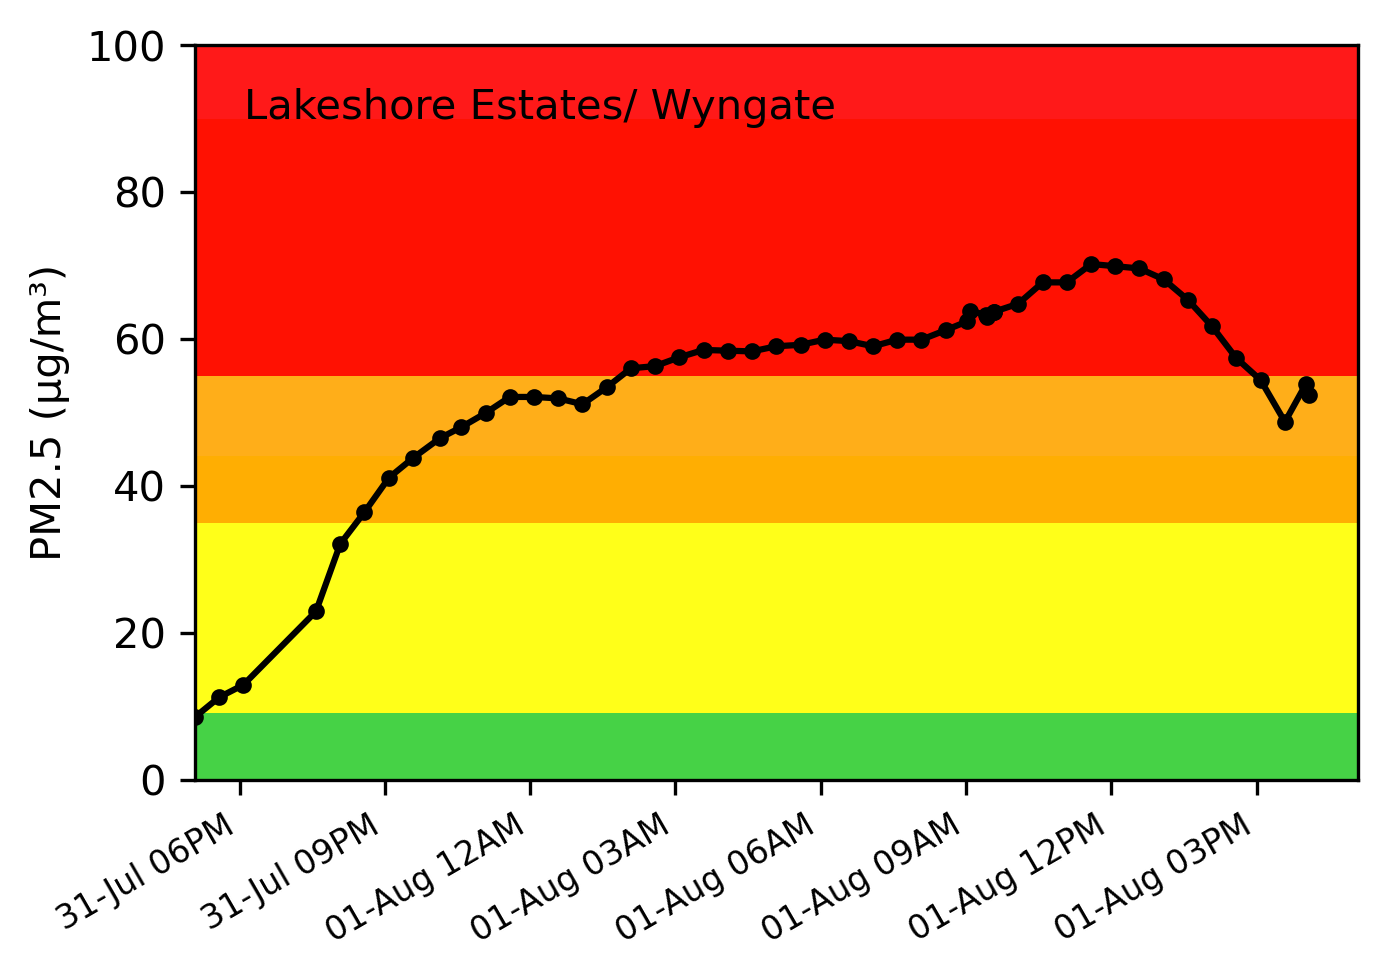 Lakeshore Estates/ Wyngate
PM2.5 (µg/m³)
100
80
60
40
20
0
31-Jul 06PM
31-Jul 09PM
01-Aug 12AM
01-Aug 03AM
01-Aug 06AM
01-Aug 09AM
01-Aug 12PM
01-Aug 03PM